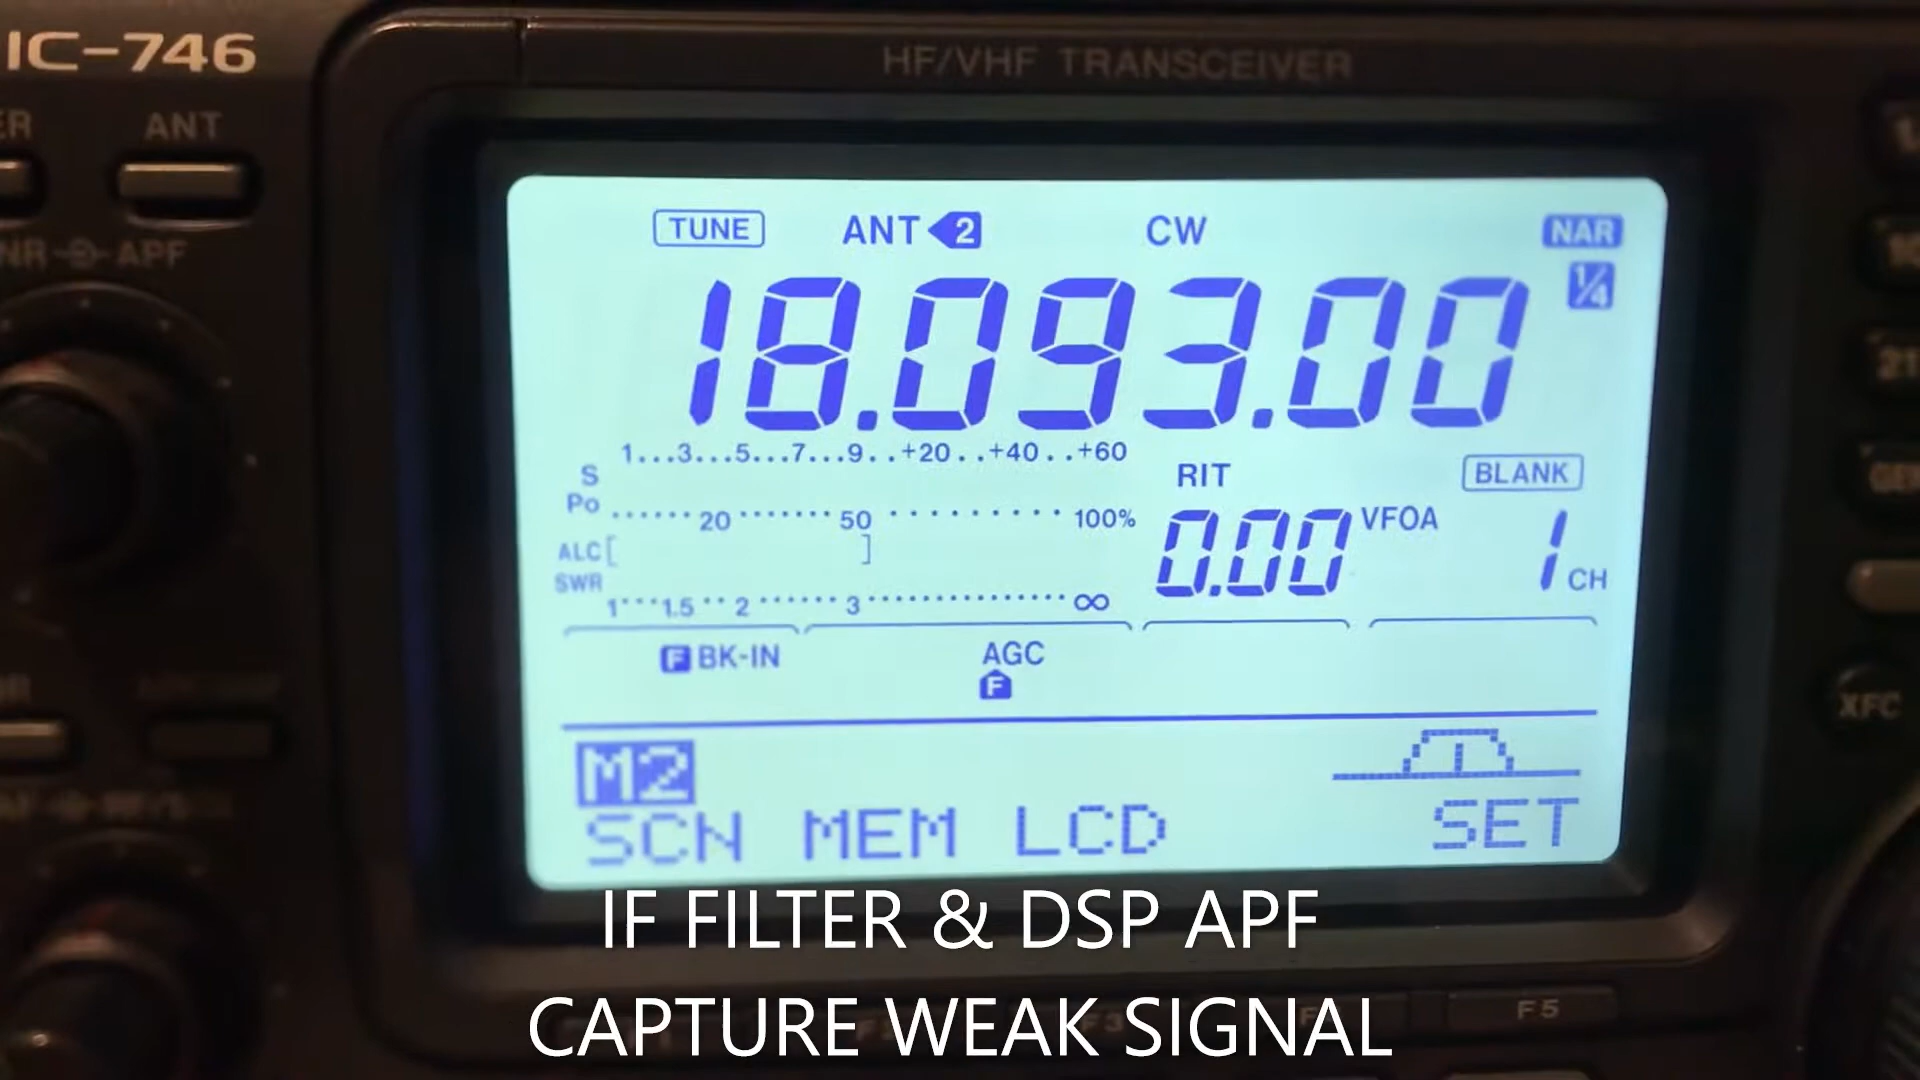 IC-746
HF/VHF TRANSCEIVER
ER
ANT
NR APF
TUNE ANT 2 CW NAR
18.093.00 1/4
1...3...5...7...9..+20..+40..+60
S
Po ......20.......50..........100%
ALC
SWR
1...1.5..2......3..............∞
RIT
0.00 VFOA
BLANK
1 CH
F BK-IN
AGC
F
M2
SCN MEM LCD SET
XFC
IF FILTER & DSP APF
CAPTURE WEAK SIGNAL
F5